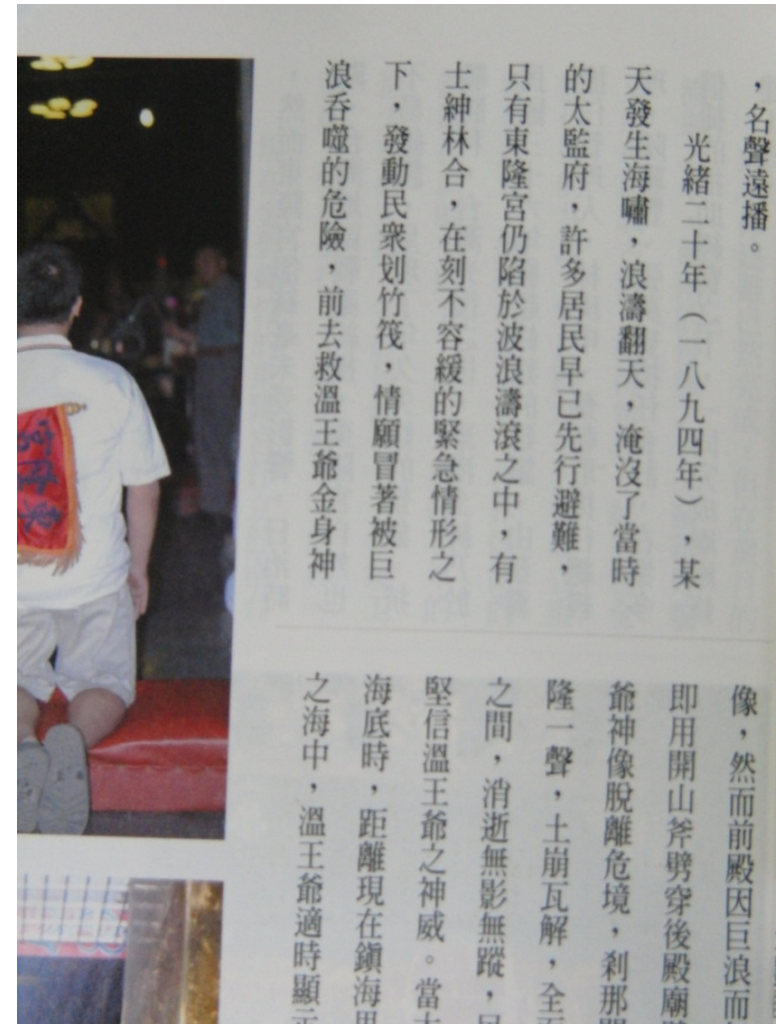 ，名聲遠播。
光緒二十年（一八九四年），某
天發生海嘯，浪濤翻天，淹沒了當時
的太監府，許多居民早已先行避難，
只有東隆宮仍陷於波浪濤滾之中，有
士紳林合，在刻不容緩的緊急情形之
下，發動民衆划竹筏，情願冒著被巨
浪吞噬的危險，前去救溫王爺金身神
像，然而前殿因巨浪而
即用開山斧劈穿後殿廟
爺神像脫離危境，剎那
隆一聲，土崩瓦解，全
之間，消逝無影無蹤，
堅信溫王爺之神威。當
海底時，距離現在鎮海
之海中，溫王爺適時顯